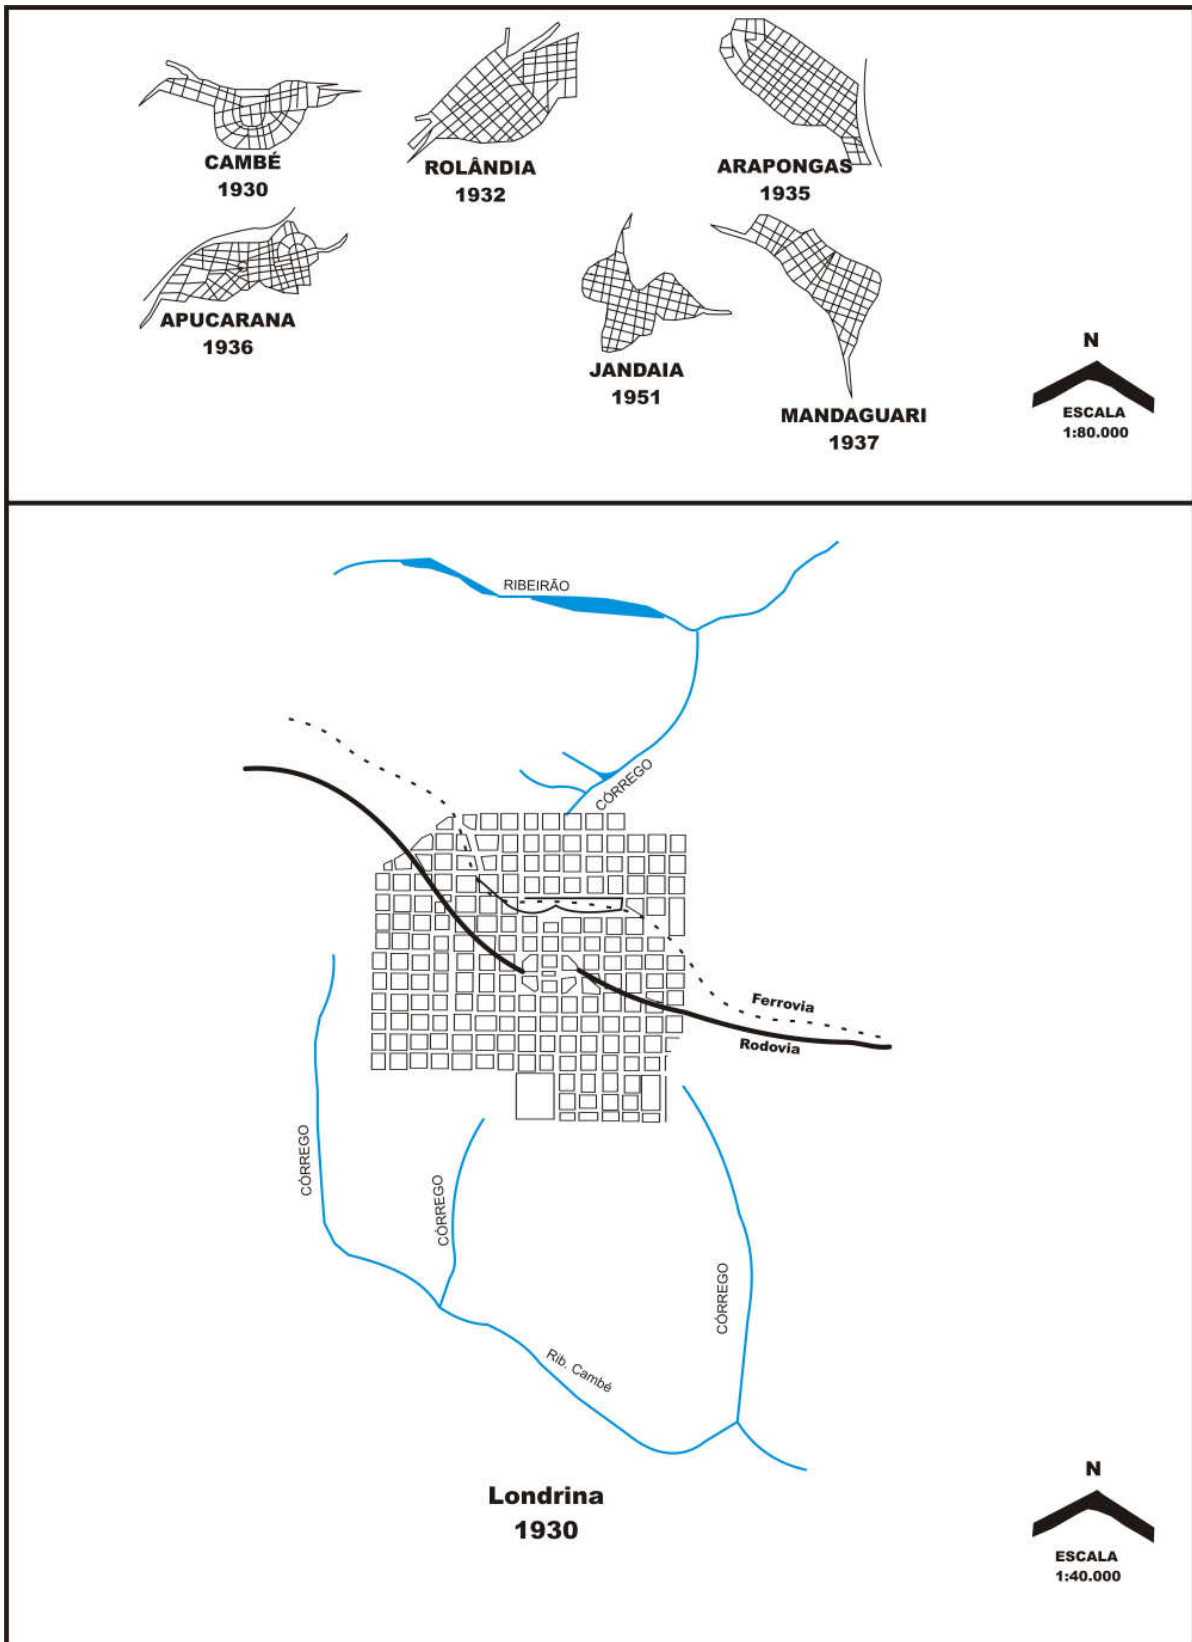 CAMBÉ
1930
ROLÂNDIA
1932
ARAPONGAS
1935
APUCARANA
1936
JANDAIA
1951
MANDAGUARI
1937
N
ESCALA
1:80.000
RIBEIRÃO
CÓRREGO
Ferrovia
Rodovia
CÓRREGO
CÓRREGO
CÓRREGO
Rib. Cambé
Londrina
1930
N
ESCALA
1:40.000